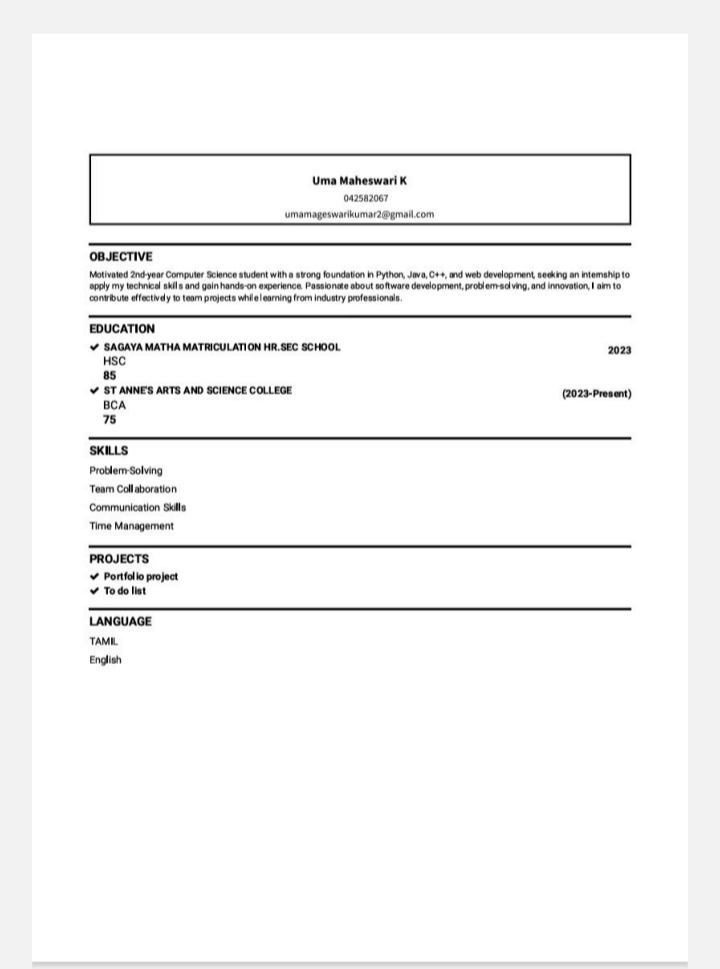 Uma Maheswari K
042582067
umamageswarikumar2@gmail.com
OBJECTIVE
Motivated 2nd-year Computer Science student with a strong foundation in Python, Java, C++, and web development, seeking an internship to
apply my technical skills and gain hands-on experience. Passionate about software development, problem-solving, and innovation, I aim to
contribute effectively to team projects while learning from industry professionals.
EDUCATION
✔ SAGAYA MATHA MATRICULATION HR.SEC SCHOOL 2023
HSC
85
✔ ST ANNE'S ARTS AND SCIENCE COLLEGE (2023-Present)
BCA
75
SKILLS
Problem-Solving
Team Collaboration
Communication Skills
Time Management
PROJECTS
✔ Portfolio project
✔ To do list
LANGUAGE
TAMIL
English